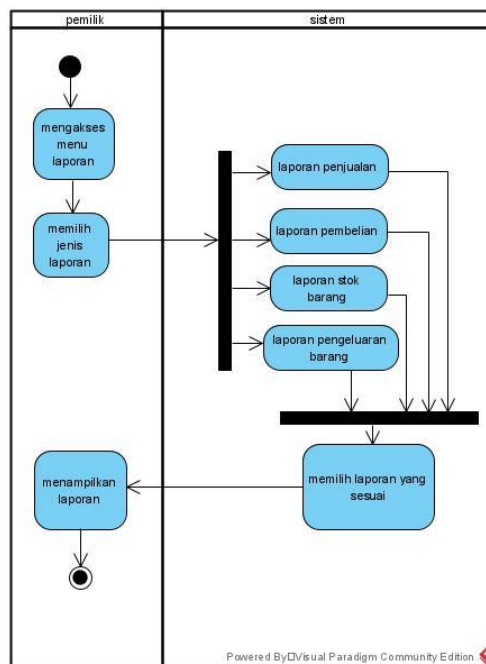 pemilik
sistem
mengakses
menu
laporan
memilih
jenis
laporan
laporan penjualan
laporan pembelian
laporan stok
barang
laporan pengeluaran
barang
memilih laporan yang
sesuai
menampilkan
laporan
Powered By□Visual Paradigm Community Edition